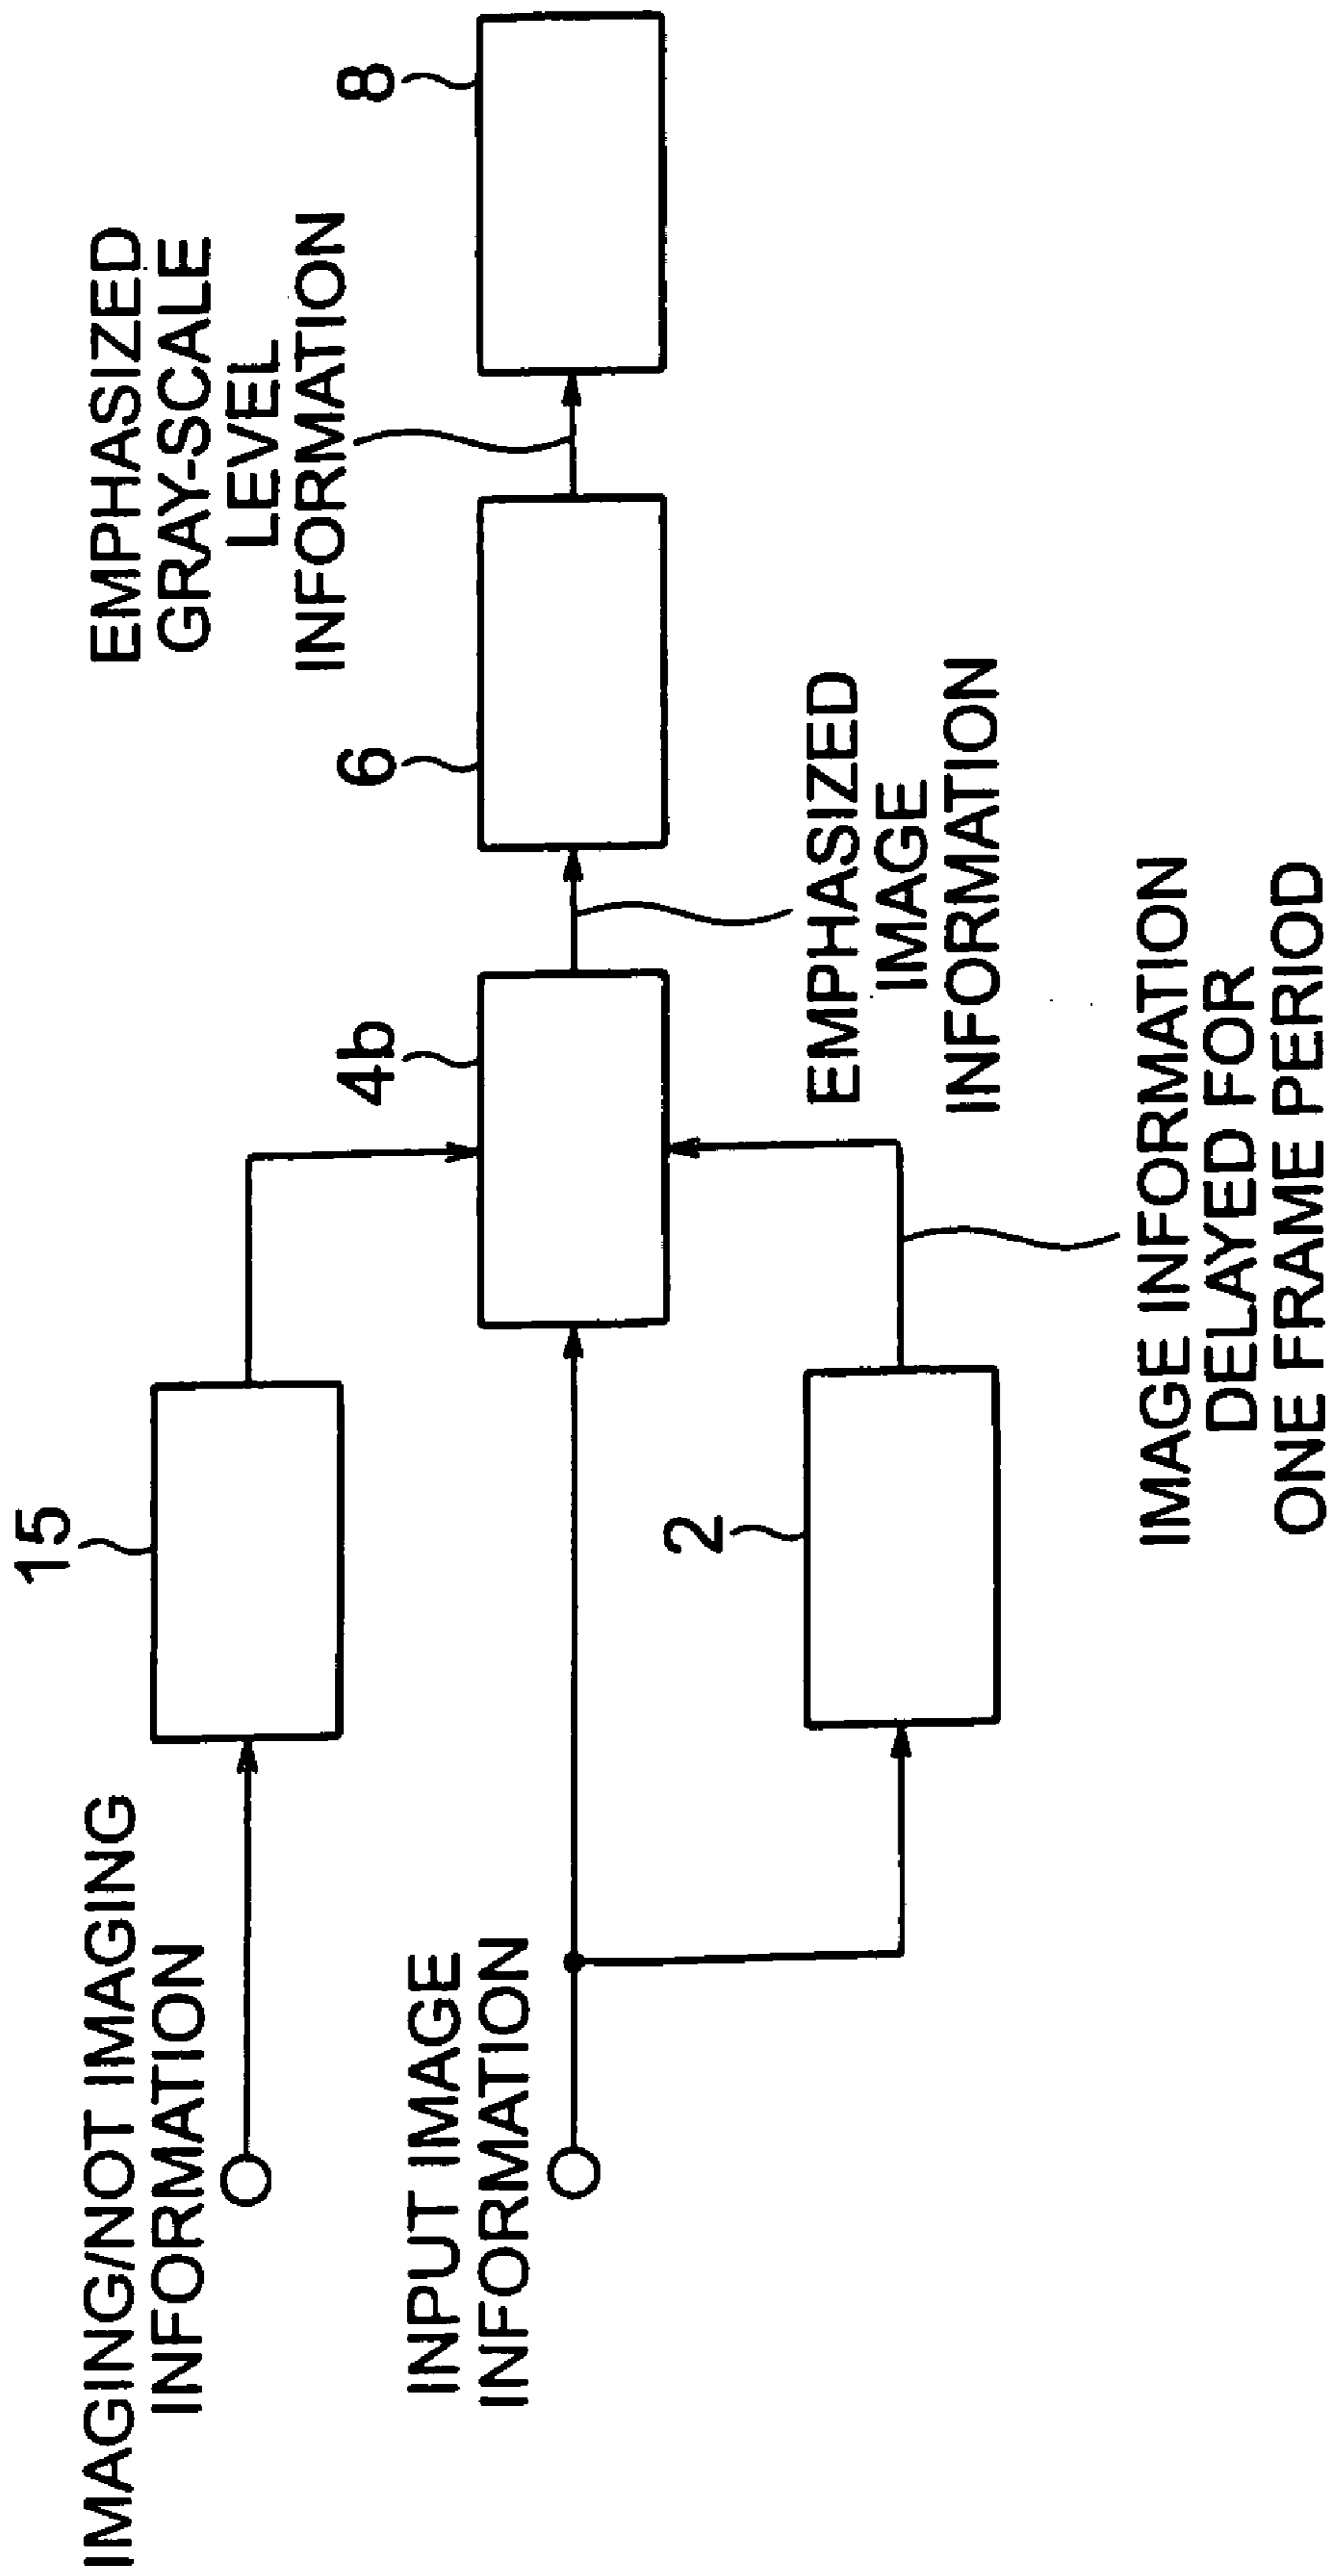 IMAGING/NOT IMAGING
INFORMATION
15
INPUT IMAGE
INFORMATION
2
4b
6
8
EMPHASIZED
GRAY-SCALE
LEVEL
INFORMATION
EMPHASIZED
IMAGE
INFORMATION
IMAGE INFORMATION
DELAYED FOR
ONE FRAME PERIOD